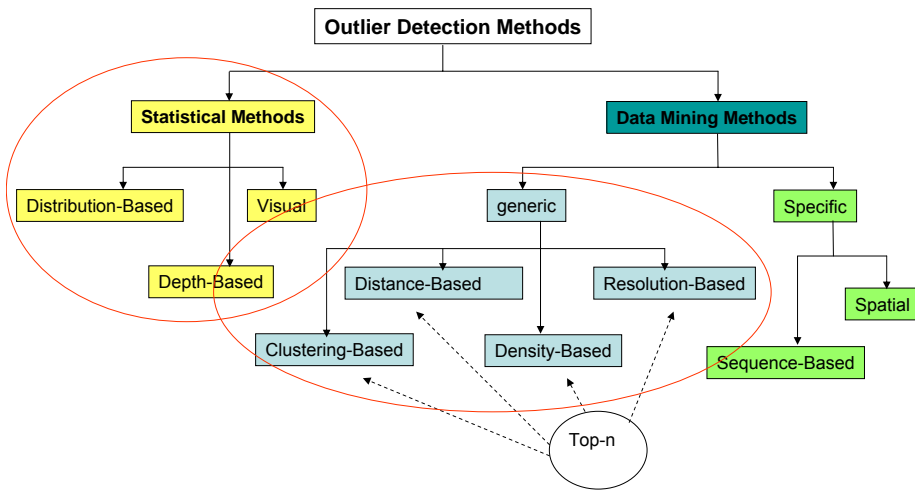 Outlier Detection Methods
Statistical Methods
Data Mining Methods
Distribution-Based
Visual
generic
Specific
Depth-Based
Distance-Based
Resolution-Based
Spatial
Clustering-Based
Density-Based
Sequence-Based
Top-n